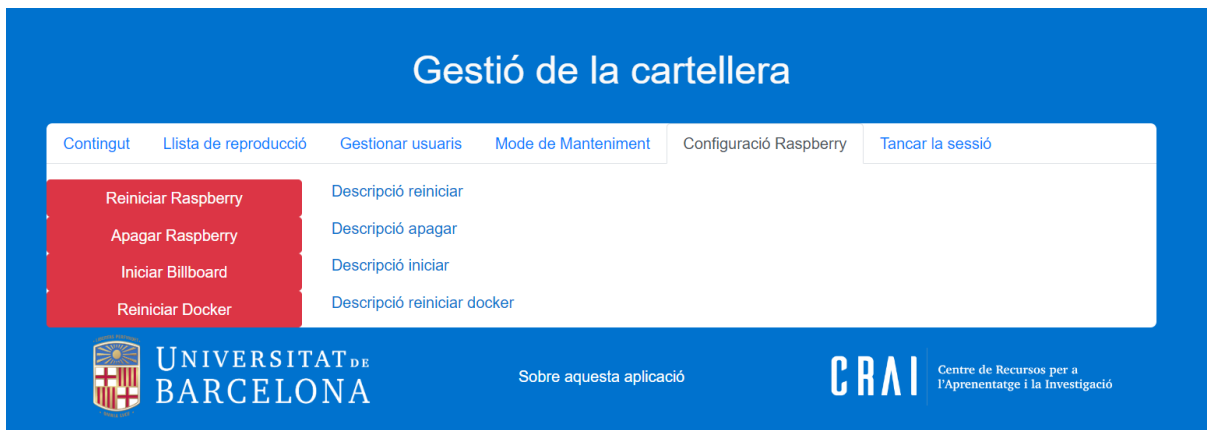 Gestió de la cartellera
Contingut Llista de reproducció Gestionar usuaris Mode de Manteniment Configuració Raspberry Tancar la sessió
Reiniciar Raspberry Descripció reiniciar
Apagar Raspberry Descripció apagar
Iniciar Billboard Descripció iniciar
Reiniciar Docker Descripció reiniciar docker
UNIVERSITAT DE
BARCELONA
Sobre aquesta aplicació
CRAI
Centre de Recursos per a
l'Aprenentatge i la Investigació